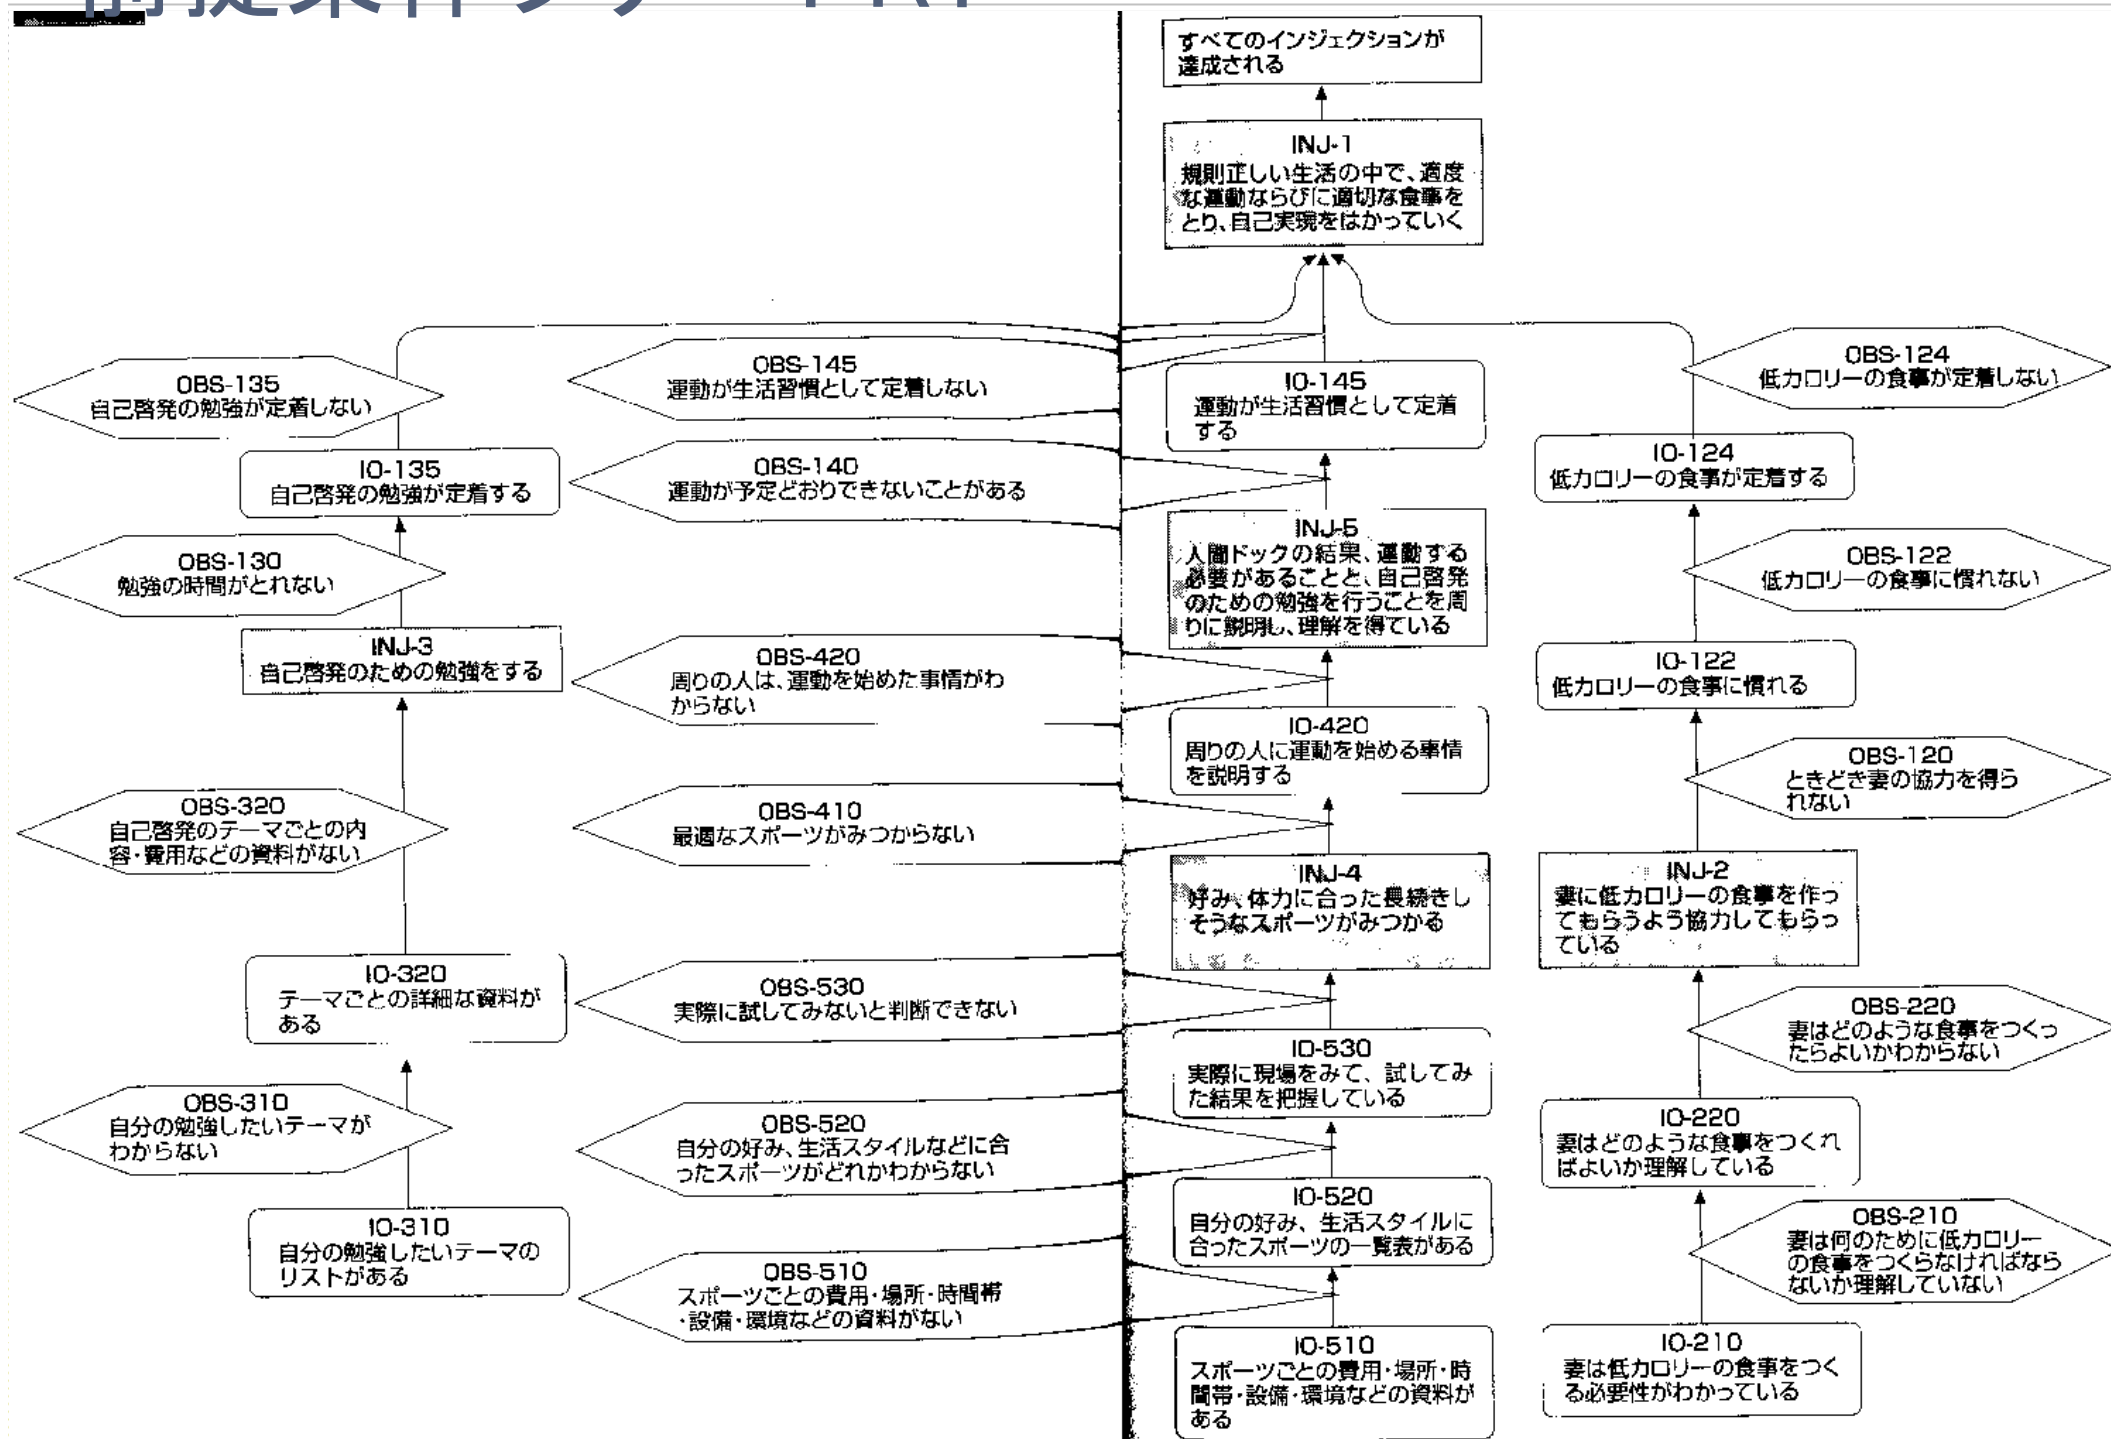 すべてのインジェクションが
達成される
INJ-1
規則正しい生活の中で、適度
な運動ならびに適切な食事を
とり、自己実現をはかっていく
OBS-135
自己啓発の勉強が定着しない
IO-135
自己啓発の勉強が定着する
OBS-130
勉強の時間がとれない
INJ-3
自己啓発のための勉強をする
OBS-320
自己啓発のテーマごとの内
容・費用などの資料がない
IO-320
テーマごとの詳細な資料が
ある
OBS-310
自分の勉強したいテーマが
わからない
IO-310
自分の勉強したいテーマの
リストがある
OBS-145
運動が生活習慣として定着しない
OBS-140
運動が予定どおりできないことがある
OBS-420
周りの人は、運動を始めた事情がわ
からない
OBS-410
最適なスポーツがみつからない
OBS-530
実際に試してみないと判断できない
OBS-520
自分の好み、生活スタイルなどに合
ったスポーツがどれかわからない
OBS-510
スポーツごとの費用・場所・時間帯
・設備・環境などの資料がない
IO-145
運動が生活習慣として定着
する
INJ-5
人間ドックの結果、運動する
必要があることと、自己啓発
のための勉強を行うことを周
りに説明し、理解を得ている
IO-420
周りの人に運動を始める事情
を説明する
INJ-4
好み、体力に合った長続きし
そうなスポーツがみつかる
IO-530
実際に現場をみて、試してみ
た結果を把握している
IO-520
自分の好み、生活スタイルに
合ったスポーツの一覧表がある
IO-510
スポーツごとの費用・場所・時
間帯・設備・環境などの資料が
ある
OBS-124
低カロリーの食事が定着しない
IO-124
低カロリーの食事が定着する
OBS-122
低カロリーの食事に慣れない
IO-122
低カロリーの食事に慣れる
OBS-120
ときどき妻の協力を得ら
れない
INJ-2
妻に低カロリーの食事を作っ
てもらうよう協力してもらっ
ている
OBS-220
妻はどのような食事をつくっ
たらよいかわからない
IO-220
妻はどのような食事をつくれ
ばよいか理解している
OBS-210
妻は何のために低カロリー
の食事をつくらなければなら
ないか理解していない
IO-210
妻は低カロリーの食事をつく
る必要性がわかっている